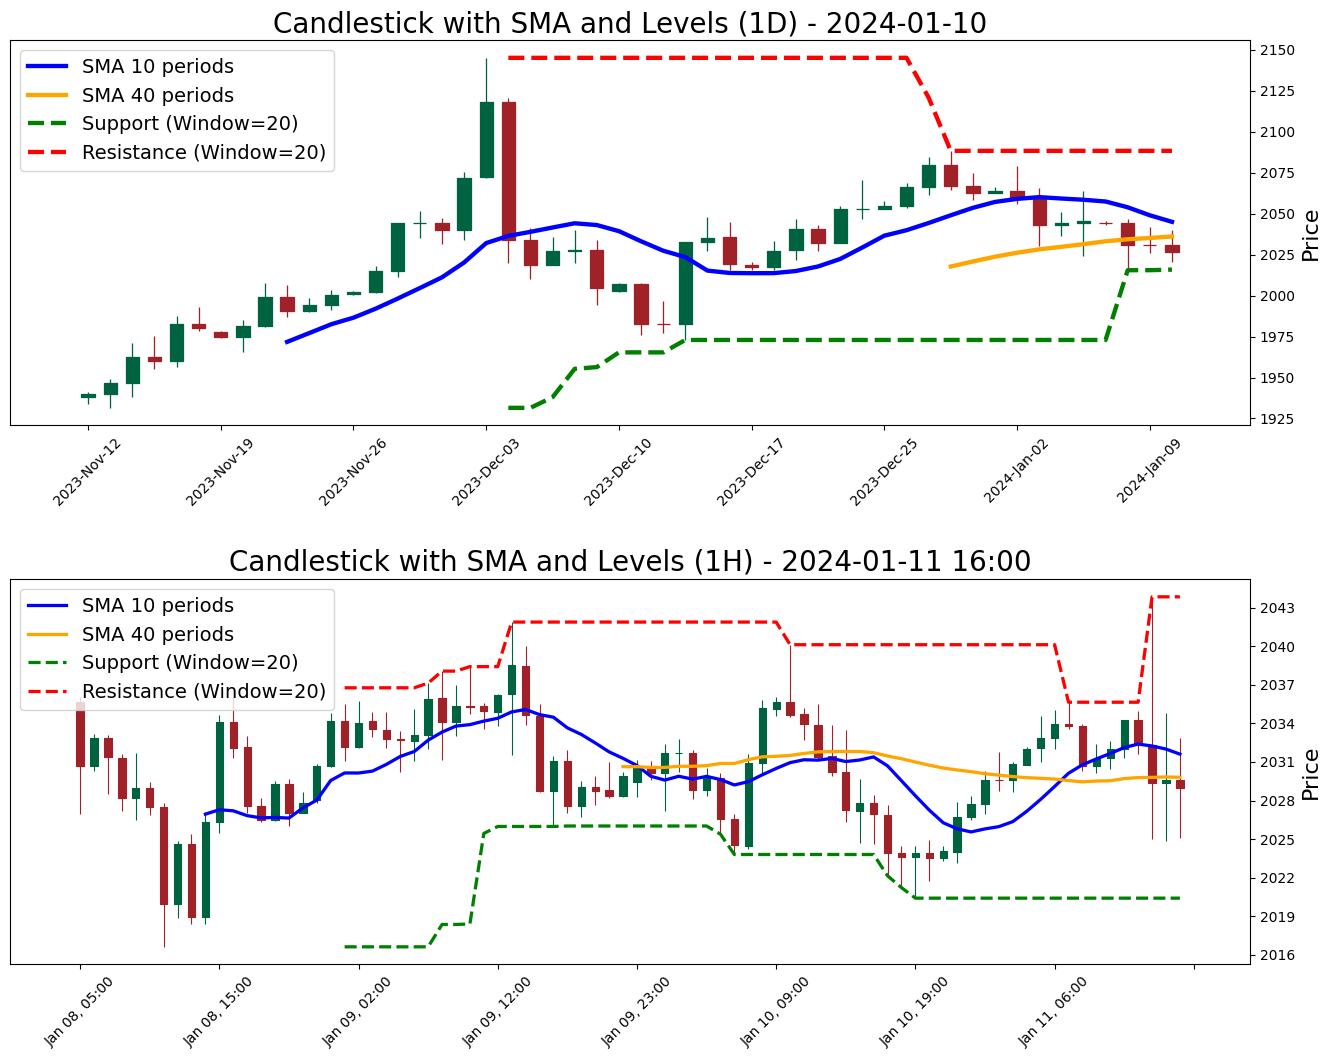 Candlestick with SMA and Levels (1D) - 2024-01-10
SMA 10 periods
SMA 40 periods
Support (Window=20)
Resistance (Window=20)
2150
2125
2100
2075
2050
2025
2000
1975
1950
1925
Price
2023-Nov-12
2023-Nov-19
2023-Nov-26
2023-Dec-03
2023-Dec-10
2023-Dec-17
2023-Dec-25
2024-Jan-02
2024-Jan-09
Candlestick with SMA and Levels (1H) - 2024-01-11 16:00
SMA 10 periods
SMA 40 periods
Support (Window=20)
Resistance (Window=20)
2043
2040
2037
2034
2031
2028
2025
2022
2019
2016
Price
Jan 08, 05:00
Jan 08, 15:00
Jan 09, 02:00
Jan 09, 12:00
Jan 09, 23:00
Jan 10, 09:00
Jan 10, 19:00
Jan 11, 06:00